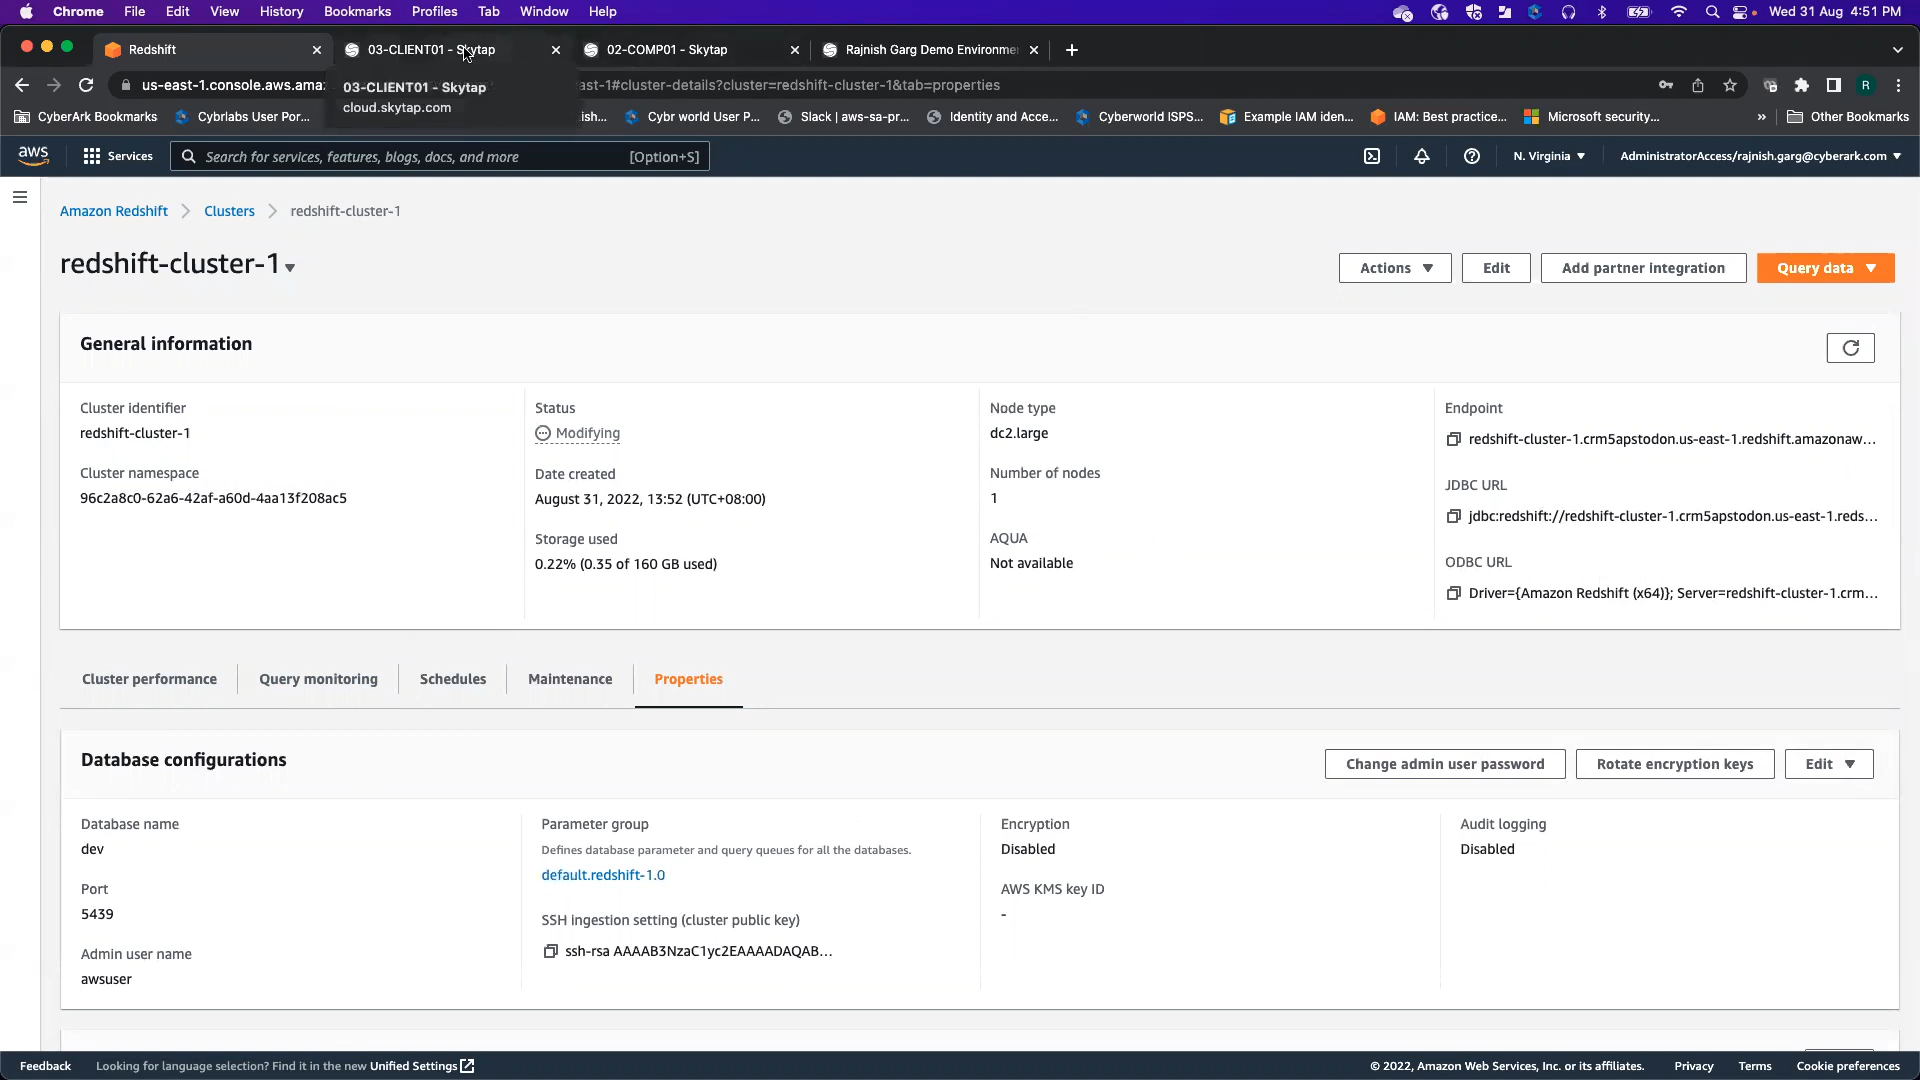 Chrome File Edit View History Bookmarks Profiles Tab Window Help Wed 31 Aug 4:51 PM
Redshift 03-CLIENT01 - Skytap 02-COMP01 - Skytap Rajnish Garg Demo Environme
us-east-1.console.aws.ama ast-1#cluster-details?cluster=redshift-cluster-1&tab=properties R
03-CLIENT01 - Skytap
cloud.skytap.com
CyberArk Bookmarks Cybrlabs User Por... ish... Cybr world User P... Slack | aws-sa-pr... Identity and Acce... Cyberworld ISPS... Example IAM iden... IAM: Best practice... Microsoft security... » Other Bookmarks
aws Services Search for services, features, blogs, docs, and more [Option+S] N. Virginia AdministratorAccess/rajnish.garg@cyberark.com
Amazon Redshift Clusters redshift-cluster-1
redshift-cluster-1
Actions Edit Add partner integration Query data
General information
Cluster identifier
redshift-cluster-1
Cluster namespace
96c2a8c0-62a6-42af-a60d-4aa13f208ac5
Status
Modifying
Date created
August 31, 2022, 13:52 (UTC+08:00)
Storage used
0.22% (0.35 of 160 GB used)
Node type
dc2.large
Number of nodes
1
AQUA
Not available
Endpoint
redshift-cluster-1.crm5apstodon.us-east-1.redshift.amazonaw...
JDBC URL
jdbc:redshift://redshift-cluster-1.crm5apstodon.us-east-1.reds...
ODBC URL
Driver={Amazon Redshift (x64)}; Server=redshift-cluster-1.crm...
Cluster performance Query monitoring Schedules Maintenance Properties
Database configurations
Change admin user password Rotate encryption keys Edit
Database name
dev
Port
5439
Admin user name
awsuser
Parameter group
Defines database parameter and query queues for all the databases.
default.redshift-1.0
SSH ingestion setting (cluster public key)
ssh-rsa AAAAB3NzaC1yc2EAAAADAQAB...
Encryption
Disabled
AWS KMS key ID
-
Audit logging
Disabled
Feedback Looking for language selection? Find it in the new Unified Settings © 2022, Amazon Web Services, Inc. or its affiliates. Privacy Terms Cookie preferences